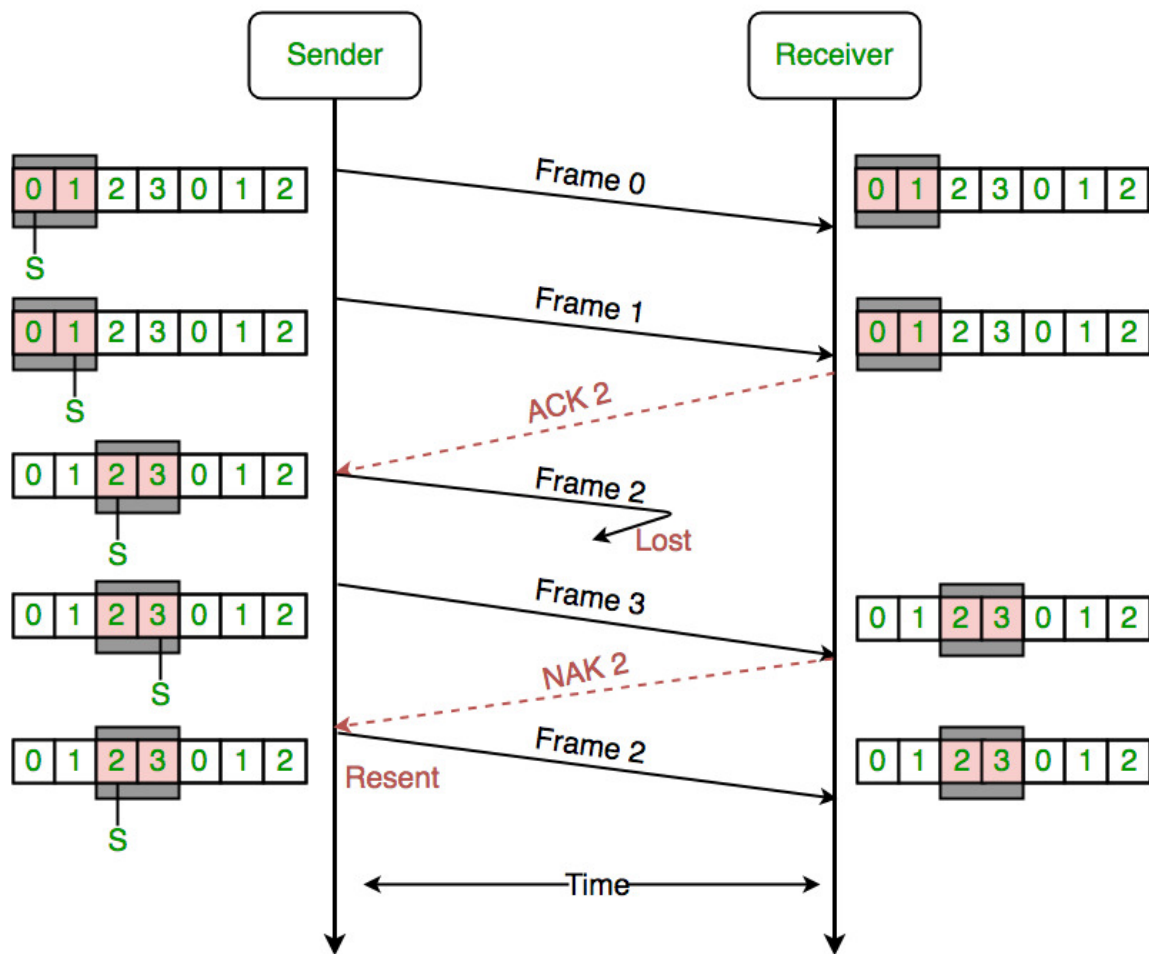 Sender Receiver
Frame 0
0 1 2 3 0 1 2 0 1 2 3 0 1 2
S
Frame 1
0 1 2 3 0 1 2 0 1 2 3 0 1 2
S
ACK 2
0 1 2 3 0 1 2
Frame 2
Lost
S
Frame 3
0 1 2 3 0 1 2 0 1 2 3 0 1 2
NAK 2
S
Frame 2
0 1 2 3 0 1 2 0 1 2 3 0 1 2
Resent
S
Time